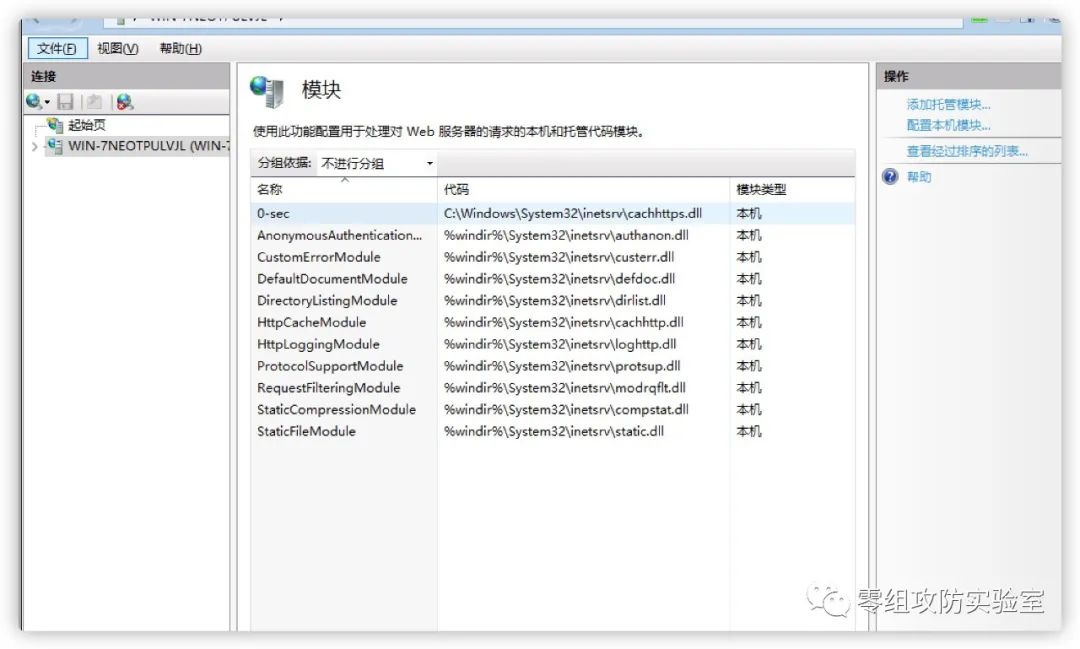 文件(F) 视图(V) 帮助(H)
连接
起始页
WIN-7NEOTPULVJL (WIN-7
模块
使用此功能配置用于处理对 Web 服务器的请求的本机和托管代码模块。
分组依据: 不进行分组
名称 代码 模块类型
0-sec C:\Windows\System32\inetsrv\cachhttps.dll 本机
AnonymousAuthentication... %windir%\System32\inetsrv\authanon.dll 本机
CustomErrorModule %windir%\System32\inetsrv\custerr.dll 本机
DefaultDocumentModule %windir%\System32\inetsrv\defdoc.dll 本机
DirectoryListingModule %windir%\System32\inetsrv\dirlist.dll 本机
HttpCacheModule %windir%\System32\inetsrv\cachhttp.dll 本机
HttpLoggingModule %windir%\System32\inetsrv\loghttp.dll 本机
ProtocolSupportModule %windir%\System32\inetsrv\protsup.dll 本机
RequestFilteringModule %windir%\System32\inetsrv\modrqflt.dll 本机
StaticCompressionModule %windir%\System32\inetsrv\compstat.dll 本机
StaticFileModule %windir%\System32\inetsrv\static.dll 本机
操作
添加托管模块...
配置本机模块...
查看经过排序的列表...
帮助
零组攻防实验室